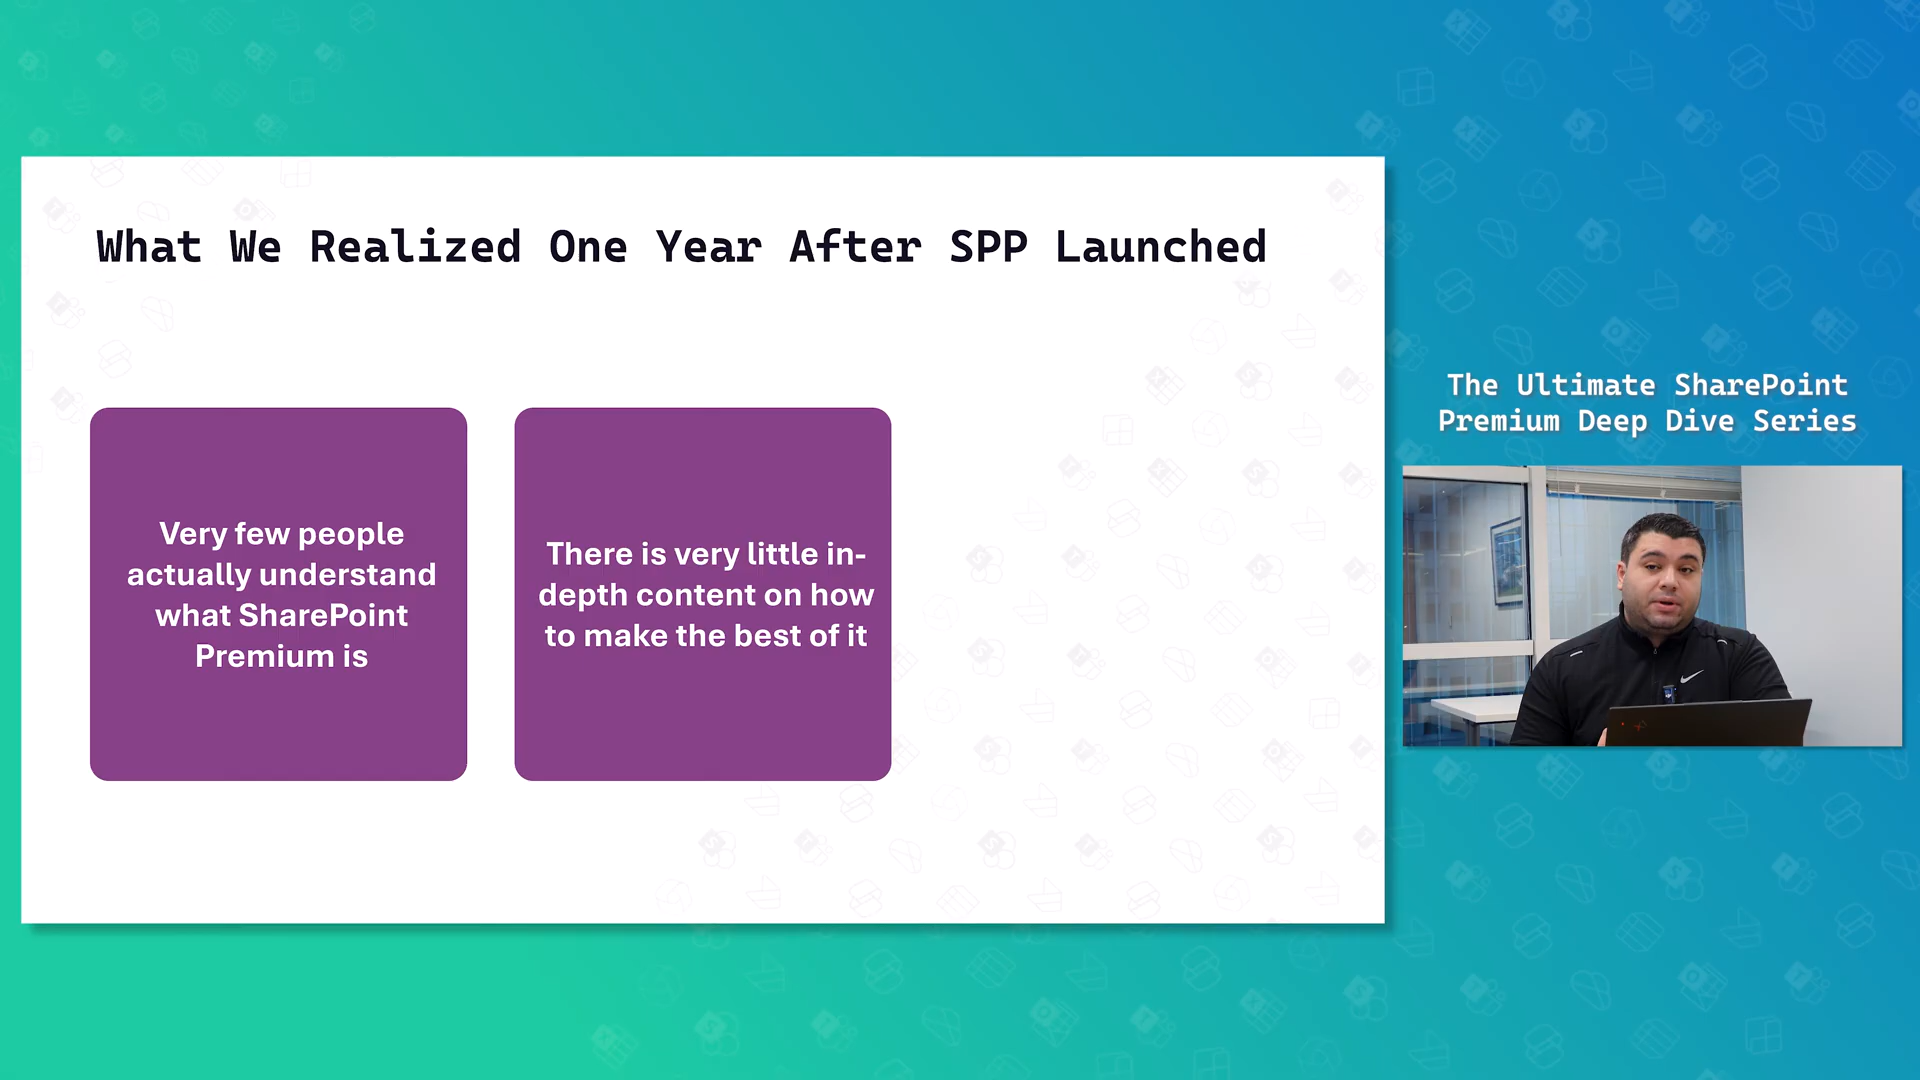 What We Realized One Year After SPP Launched
Very few people
actually understand
what SharePoint
Premium is
There is very little in-
depth content on how
to make the best of it
The Ultimate SharePoint
Premium Deep Dive Series